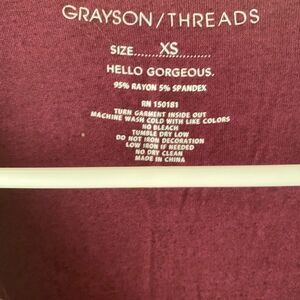 GRAYSON/THREADS
SIZE......XS..........
HELLO GORGEOUS.
95% RAYON 5% SPANDEX
RN 150181
TURN GARMENT INSIDE OUT
MACHINE WASH COLD WITH LIKE COLORS
NO BLEACH
TUMBLE DRY LOW
DO NOT IRON DECORATION
LOW IRON IF NEEDED
NO DRY CLEAN
MADE IN CHINA